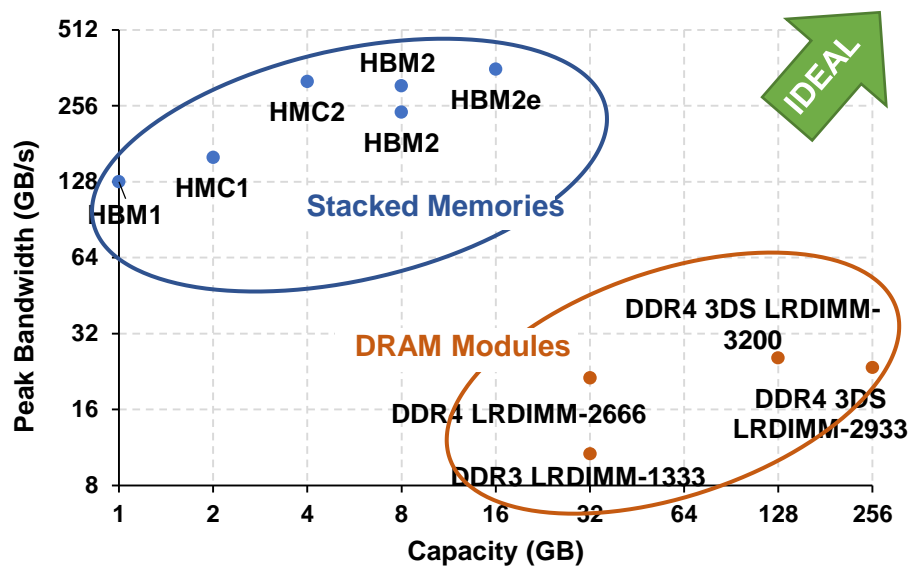 512
256
128
64
32
16
8
Peak Bandwidth (GB/s)
IDEAL
HBM2
HMC2
HBM2e
HBM2
HMC1
HBM1
Stacked Memories
DDR4 3DS LRDIMM-
3200
DRAM Modules
DDR4 LRDIMM-2666
DDR4 3DS
LRDIMM-2933
DDR3 LRDIMM-1333
1 2 4 8 16 32 64 128 256
Capacity (GB)